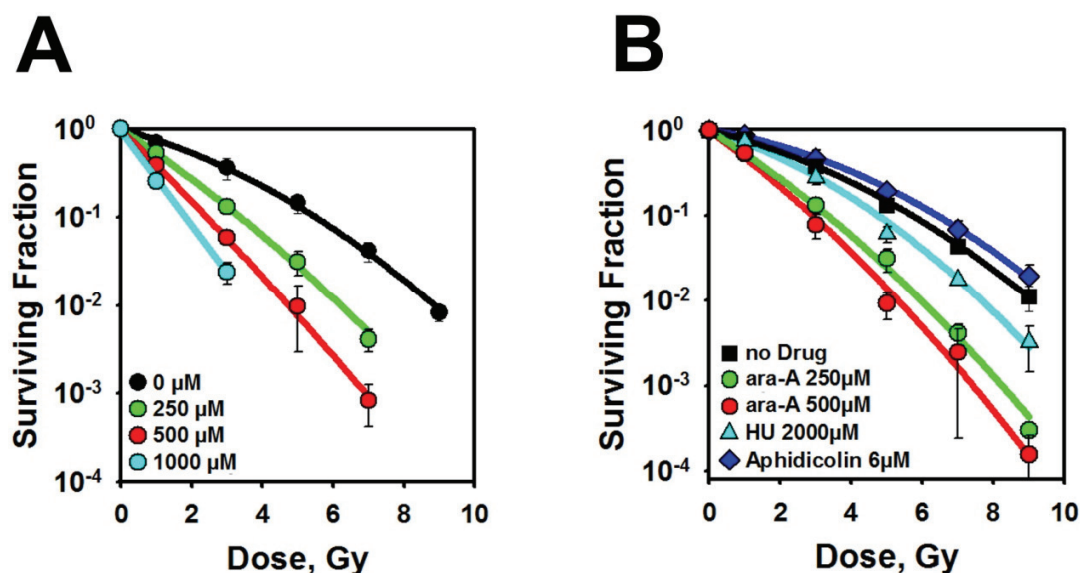 A
B
Surviving Fraction
10^0
10^-1
10^-2
10^-3
10^-4
0 µM
250 µM
500 µM
1000 µM
0 2 4 6 8 10
Dose, Gy
Surviving Fraction
10^0
10^-1
10^-2
10^-3
10^-4
no Drug
ara-A 250µM
ara-A 500µM
HU 2000µM
Aphidicolin 6µM
0 2 4 6 8 10
Dose, Gy